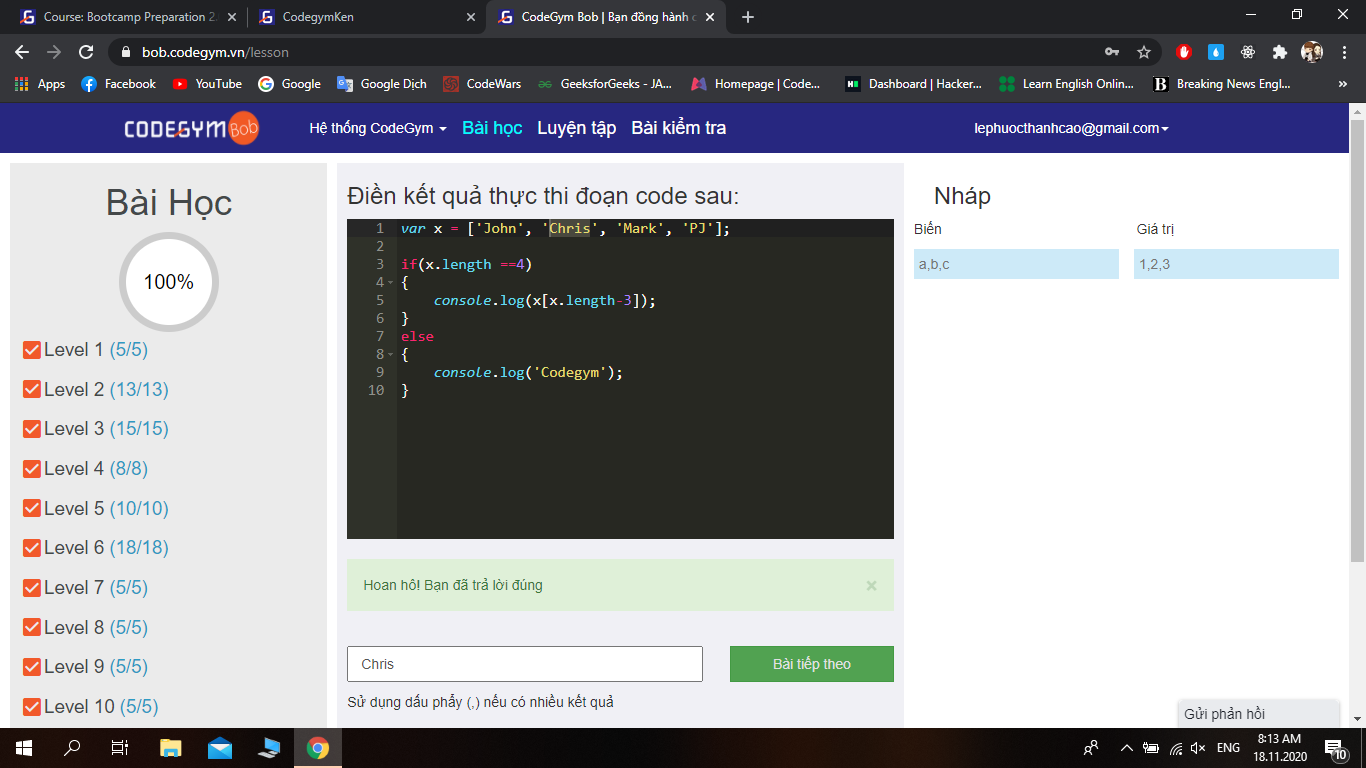 Course: Bootcamp Preparation 2.
CodegymKen
CodeGym Bob | Bạn đồng hành
bob.codegym.vn/lesson
Apps Facebook YouTube Google Google Dịch CodeWars GeeksforGeeks - JA... Homepage | Code... Dashboard | Hacker... Learn English Onlin... Breaking News Engl... »
CODEGYM Bob Hệ thống CodeGym Bài học Luyện tập Bài kiểm tra lephuocthanhcao@gmail.com
Bài Học
100%
Level 1 (5/5)
Level 2 (13/13)
Level 3 (15/15)
Level 4 (8/8)
Level 5 (10/10)
Level 6 (18/18)
Level 7 (5/5)
Level 8 (5/5)
Level 9 (5/5)
Level 10 (5/5)
Điền kết quả thực thi đoạn code sau:
1 var x = ['John', 'Chris', 'Mark', 'PJ'];
2
3 if(x.length ==4)
4 {
5 console.log(x[x.length-3]);
6 }
7 else
8 {
9 console.log('Codegym');
10 }
Hoan hô! Bạn đã trả lời đúng ×
Chris
Bài tiếp theo
Sử dụng dấu phẩy (,) nếu có nhiều kết quả
Nháp
Biến Giá trị
a,b,c 1,2,3
Gửi phản hồi
ENG
8:13 AM
18.11.2020
10